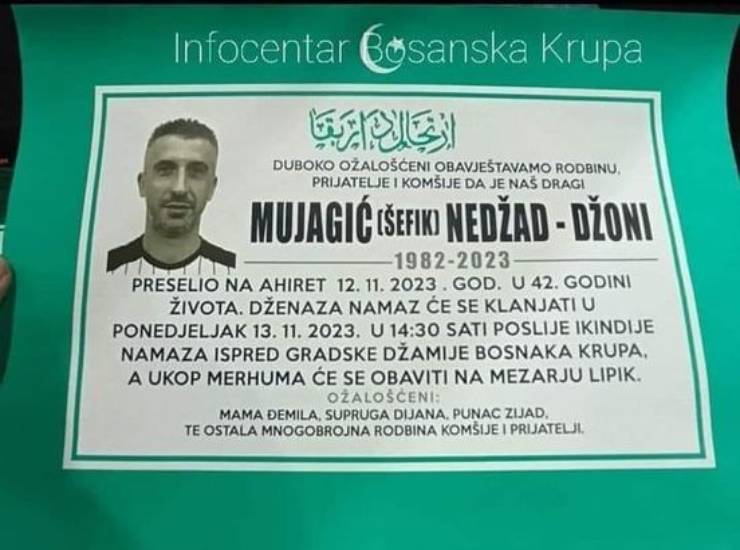 Infocentar Bosanska Krupa
DUBOKO OŽALOŠĆENI OBAVJEŠTAVAMO RODBINU,
PRIJATELJE I KOMŠIJE DA JE NAŠ DRAGI
MUJAGIĆ (ŠEFIK) NEDŽAD - DŽONI
1982-2023
PRESELIO NA AHIRET 12. 11. 2023 . GOD. U 42. GODINI
ŽIVOTA. DŽENAZA NAMAZ ĆE SE KLANJATI U
PONEDJELJAK 13. 11. 2023. U 14:30 SATI POSLIJE IKINDIJE
NAMAZA ISPRED GRADSKE DŽAMIJE BOSNAKA KRUPA,
A UKOP MERHUMA ĆE SE OBAVITI NA MEZARJU LIPIK.
OŽALOŠĆENI:
MAMA ĐEMILA, SUPRUGA DIJANA, PUNAC ZIJAD,
TE OSTALA MNOGOBROJNA RODBINA KOMŠIJE I PRIJATELJI.